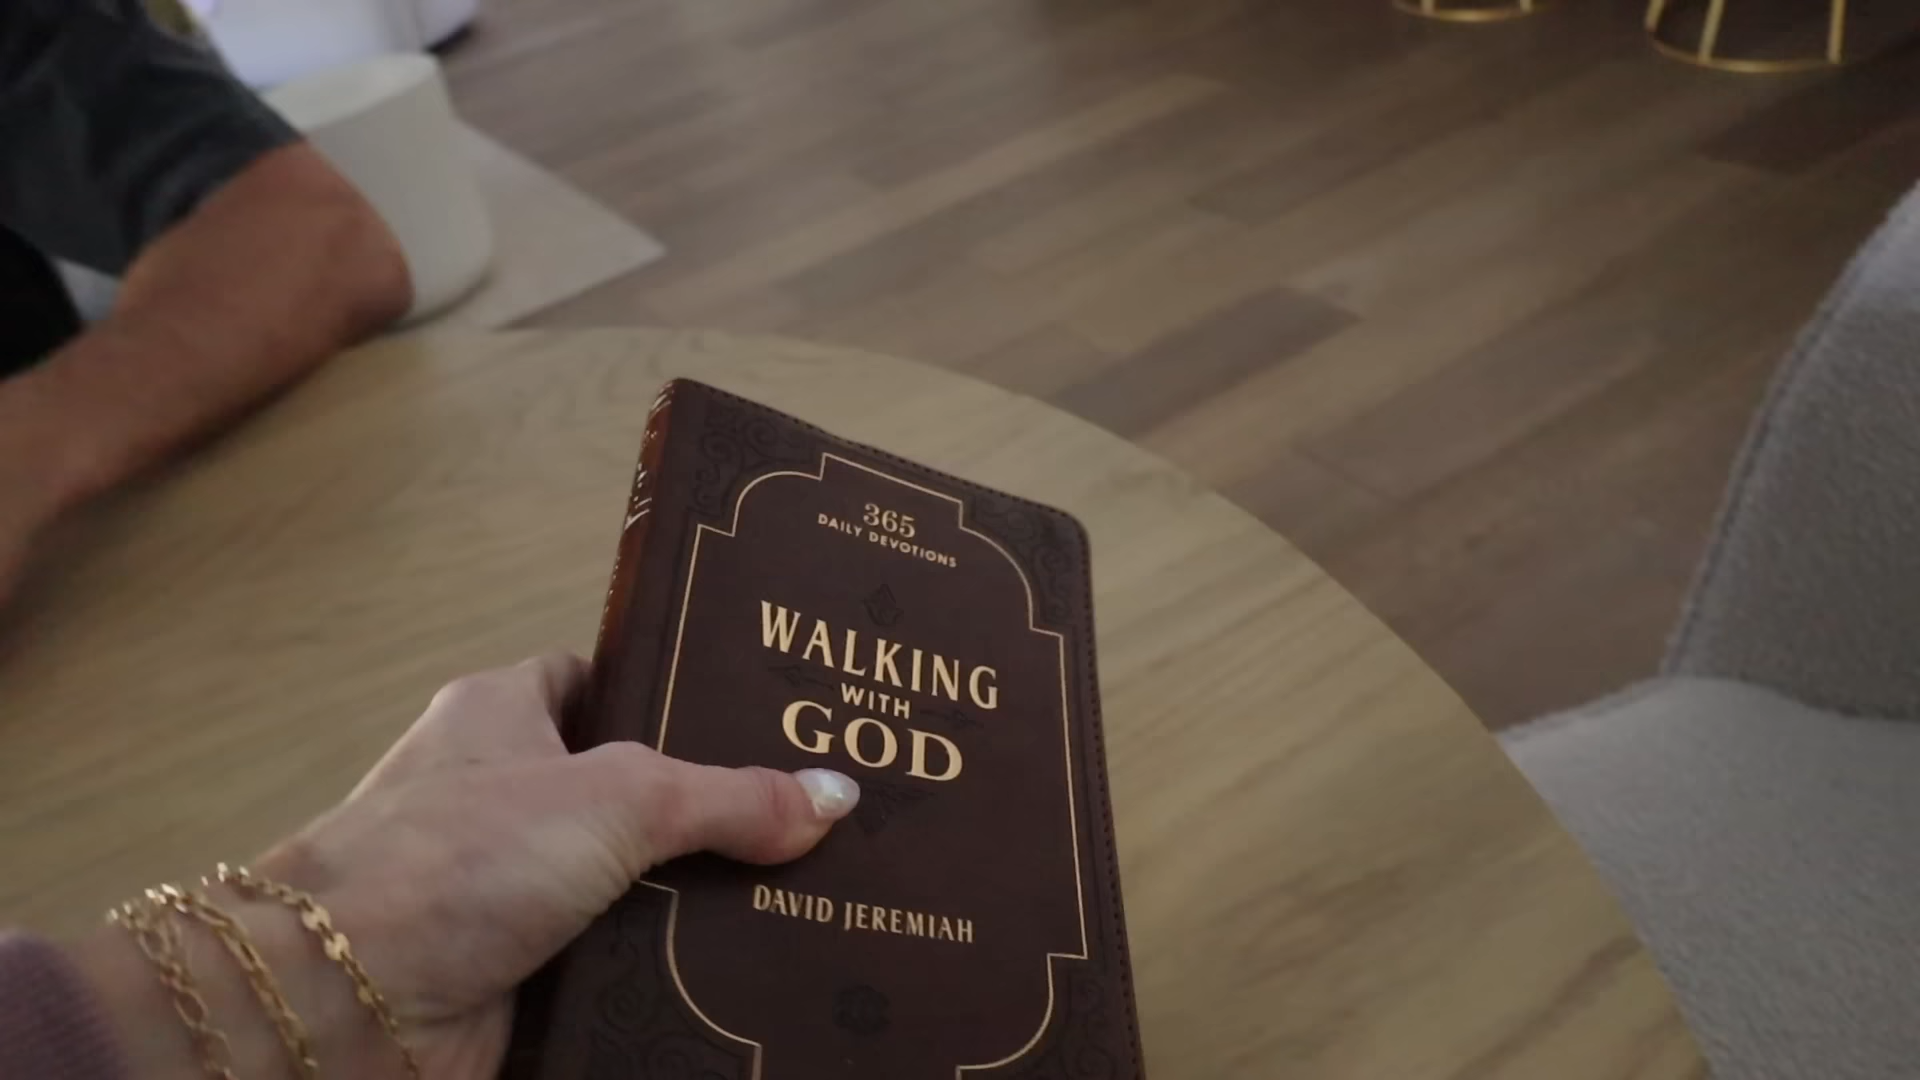 365
DAILY DEVOTIONS
WALKING
WITH
GOD
DAVID JEREMIAH